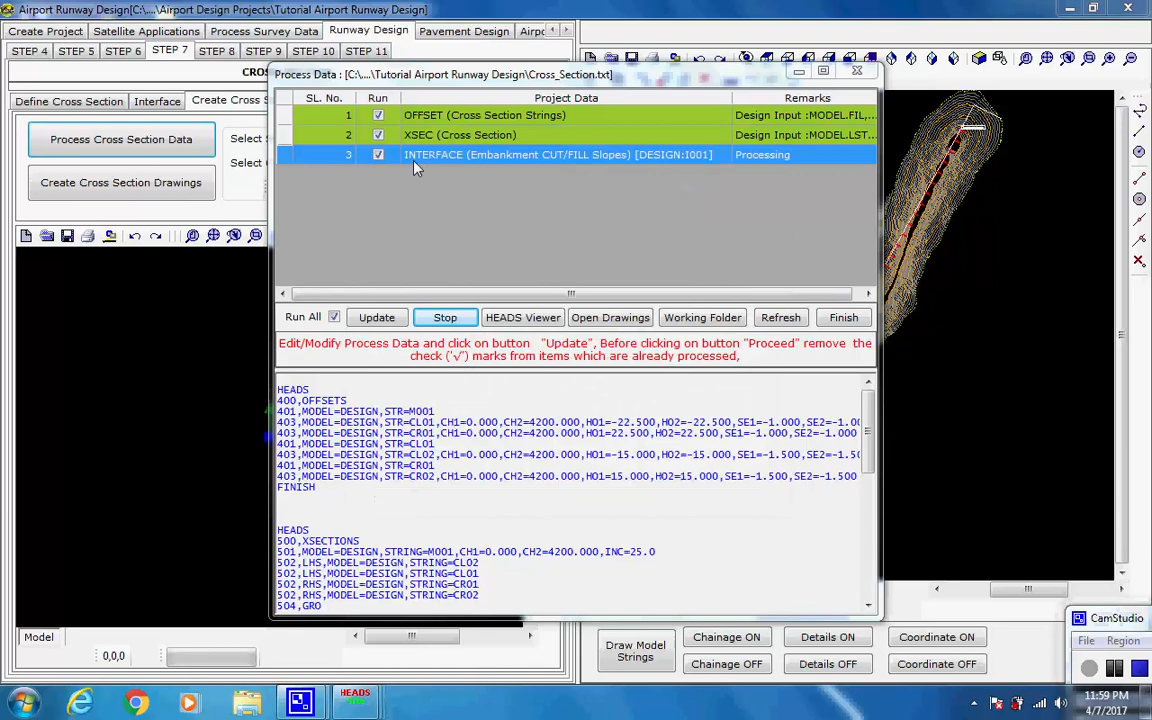 Airport Runway Design[C:\....\Airport Design Projects\Tutorial Airport Runway Design]
Create Project
Satellite Applications
Process Survey Data
Runway Design
Pavement Design
Airpo
STEP 4
STEP 5
STEP 6
STEP 7
STEP 8
STEP 9
STEP 10
STEP 11
CRO
Define Cross Section
Interface
Create Cross S
Process Cross Section Data
Select S
Select C
Create Cross Section Drawings
Process Data : [C:\....\Tutorial Airport Runway Design\Cross_Section.txt]
SL. No. Run Project Data Remarks
1 OFFSET (Cross Section Strings) Design Input :MODEL.FIL,...
2 XSEC (Cross Section) Design Input :MODEL.LST,...
3 INTERFACE (Embankment CUT/FILL Slopes) [DESIGN:I001] Processing
Run All
Update
Stop
HEADS Viewer
Open Drawings
Working Folder
Refresh
Finish
Edit/Modify Process Data and click on button "Update", Before clicking on button "Proceed" remove the
check ('√') marks from items which are already processed,
HEADS
400,OFFSETS
401,MODEL=DESIGN,STR=M001
403,MODEL=DESIGN,STR=CL01,CH1=0.000,CH2=4200.000,HO1=-22.500,HO2=-22.500,SE1=-1.000,SE2=-1.00
403,MODEL=DESIGN,STR=CR01,CH1=0.000,CH2=4200.000,HO1=22.500,HO2=22.500,SE1=-1.000,SE2=-1.000
401,MODEL=DESIGN,STR=CL01
403,MODEL=DESIGN,STR=CL02,CH1=0.000,CH2=4200.000,HO1=-15.000,HO2=-15.000,SE1=-1.500,SE2=-1.50
401,MODEL=DESIGN,STR=CR01
403,MODEL=DESIGN,STR=CR02,CH1=0.000,CH2=4200.000,HO1=15.000,HO2=15.000,SE1=-1.500,SE2=-1.500
FINISH
HEADS
500,XSECTIONS
501,MODEL=DESIGN,STRING=M001,CH1=0.000,CH2=4200.000,INC=25.0
502,LHS,MODEL=DESIGN,STRING=CL02
502,LHS,MODEL=DESIGN,STRING=CL01
502,RHS,MODEL=DESIGN,STRING=CR01
502,RHS,MODEL=DESIGN,STRING=CR02
504,GRO
Model
0,0,0
Draw Model
Strings
Chainage ON
Details ON
Coordinate ON
Chainage OFF
Details OFF
Coordinate OFF
CamStudio
File Region
HEADS
11:59 PM
4/7/2017